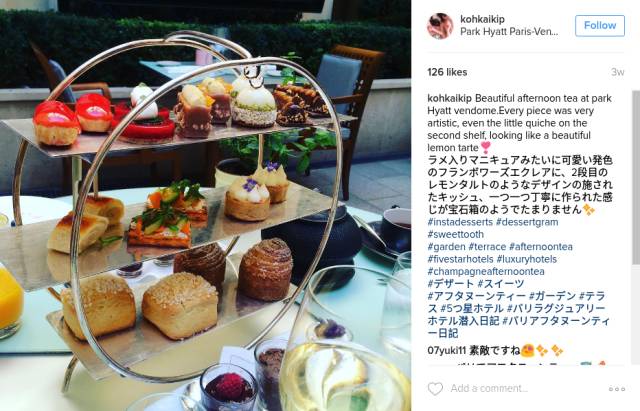 kohkaikip
Park Hyatt Paris-Ven...
Follow
126 likes
3w
kohkaikip Beautiful afternoon tea at park
Hyatt vendome.Every piece was very
artistic, even the little quiche on the
second shelf, looking like a beautiful
lemon tarte❣️
ラメ入りマニキュアみたいに可愛い発色
のフランボワーズエクレアに、2段目の
レモンタルトのようなデザインの施され
たキッシュ、一つ一つ丁寧に作られた感
じが宝石箱のようでたまりません✨
#instadesserts #dessertgram
#sweettooth
#garden #terrace #afternoontea
#fivestarhotels #luxuryhotels
#champagneafternoontea
#デザート #スイーツ
#アフタヌーンティー #ガーデン #テラ
ス #5つ星ホテル #パリラグジュアリー
ホテル潜入日記 #パリアフタヌーンティ
ー日記
07yuki11 素敵ですね😍✨✨
Add a comment...